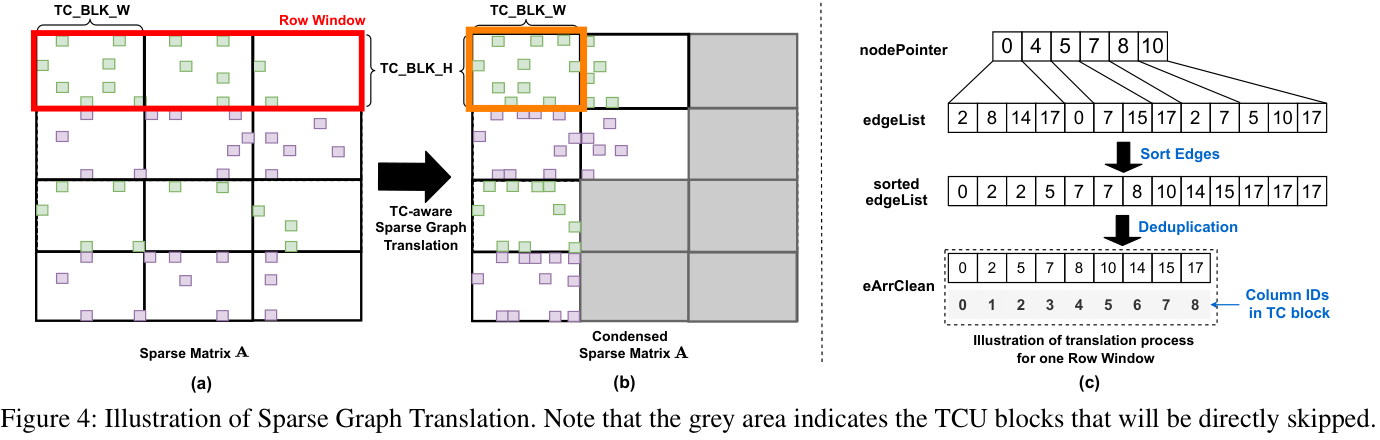 TC_BLK_W
Row Window
TC_BLK_H
TC-aware
Sparse Graph
Translation
Sparse Matrix A
(a)
TC_BLK_W
Condensed
Sparse Matrix A
(b)
nodePointer
0 4 5 7 8 10
edgeList
2 8 14 17 0 7 15 17 2 7 5 10 17
Sort Edges
sorted
edgeList
0 2 2 5 7 7 8 10 14 15 17 17 17
Deduplication
eArrClean
0 2 5 7 8 10 14 15 17
0 1 2 3 4 5 6 7 8
Column IDs
in TC block
Illustration of translation process
for one Row Window
(c)
Figure 4: Illustration of Sparse Graph Translation. Note that the grey area indicates the TCU blocks that will be directly skipped.